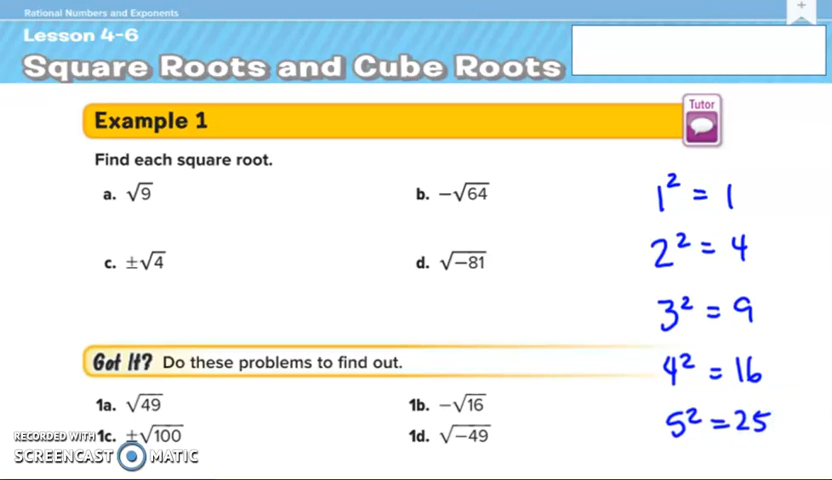 Rational Numbers and Exponents
Lesson 4-6
Square Roots and Cube Roots
Example 1
Tutor
Find each square root.
a. √9
b. −√64
c. ±√4
d. √−81
1² = 1
2² = 4
3² = 9
4² = 16
5² = 25
Got It? Do these problems to find out.
1a. √49
1b. −√16
1c. ±√100
1d. √−49
RECORDED WITH
SCREENCAST MATIC